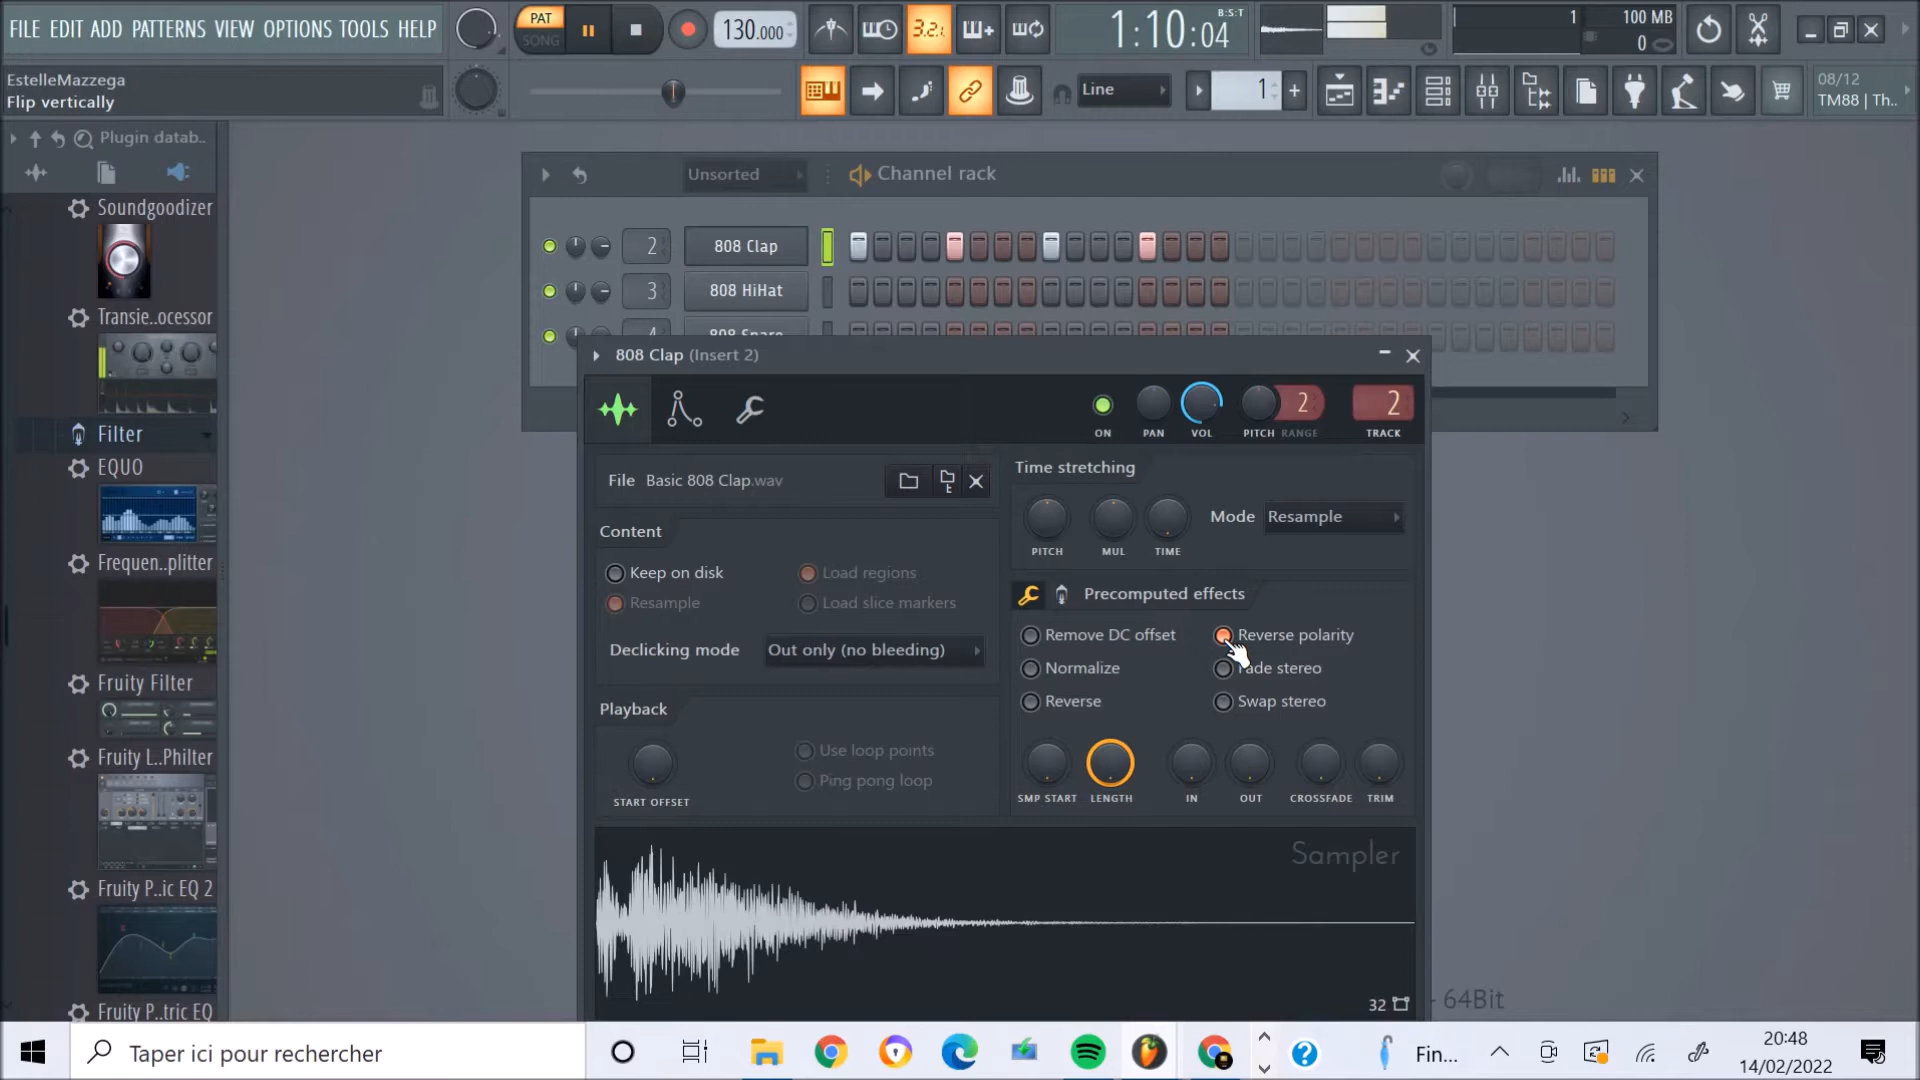 FILE EDIT ADD PATTERNS VIEW OPTIONS TOOLS HELP
PAT
SONG
130.000
3.2.1
1:10:04
B:S:T
1
100 MB
0
EstelleMazzega
Flip vertically
Line
1
08/12
TM88 | Th..
Plugin datab..
Soundgoodizer
Transie..ocessor
Filter
EQUO
Frequen..plitter
Fruity Filter
Fruity L..Philter
Fruity P..ic EQ 2
Fruity P..tric EQ
Unsorted
Channel rack
2
808 Clap
3
808 HiHat
4
808 Snare
808 Clap (Insert 2)
ON
PAN
VOL
PITCH
RANGE
2
TRACK
2
File
Basic 808 Clap.wav
Content
Keep on disk
Load regions
Resample
Load slice markers
Declicking mode
Out only (no bleeding)
Playback
START OFFSET
Use loop points
Ping pong loop
Time stretching
PITCH
MUL
TIME
Mode
Resample
Precomputed effects
Remove DC offset
Reverse polarity
Normalize
Fade stereo
Reverse
Swap stereo
SMP START
LENGTH
IN
OUT
CROSSFADE
TRIM
Sampler
32
- 64Bit
Taper ici pour rechercher
Fin...
20:48
14/02/2022